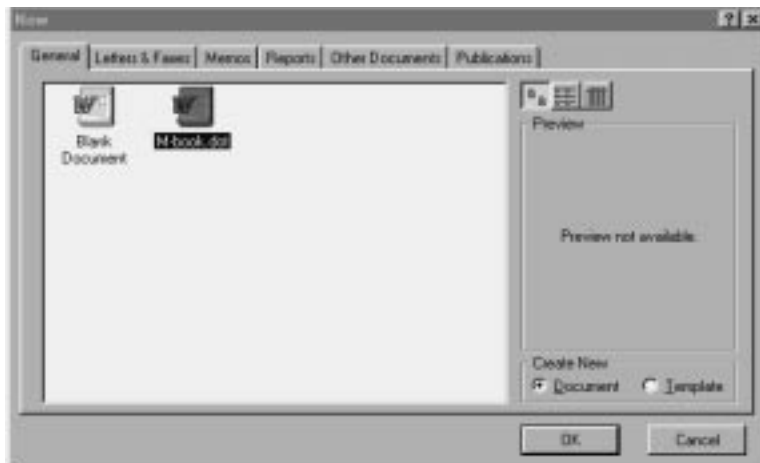 New
General Letters & Faxes Memos Reports Other Documents Publications
Blank
Document
M-book.dot
Preview
Preview not available.
Create New
Document Template
OK Cancel